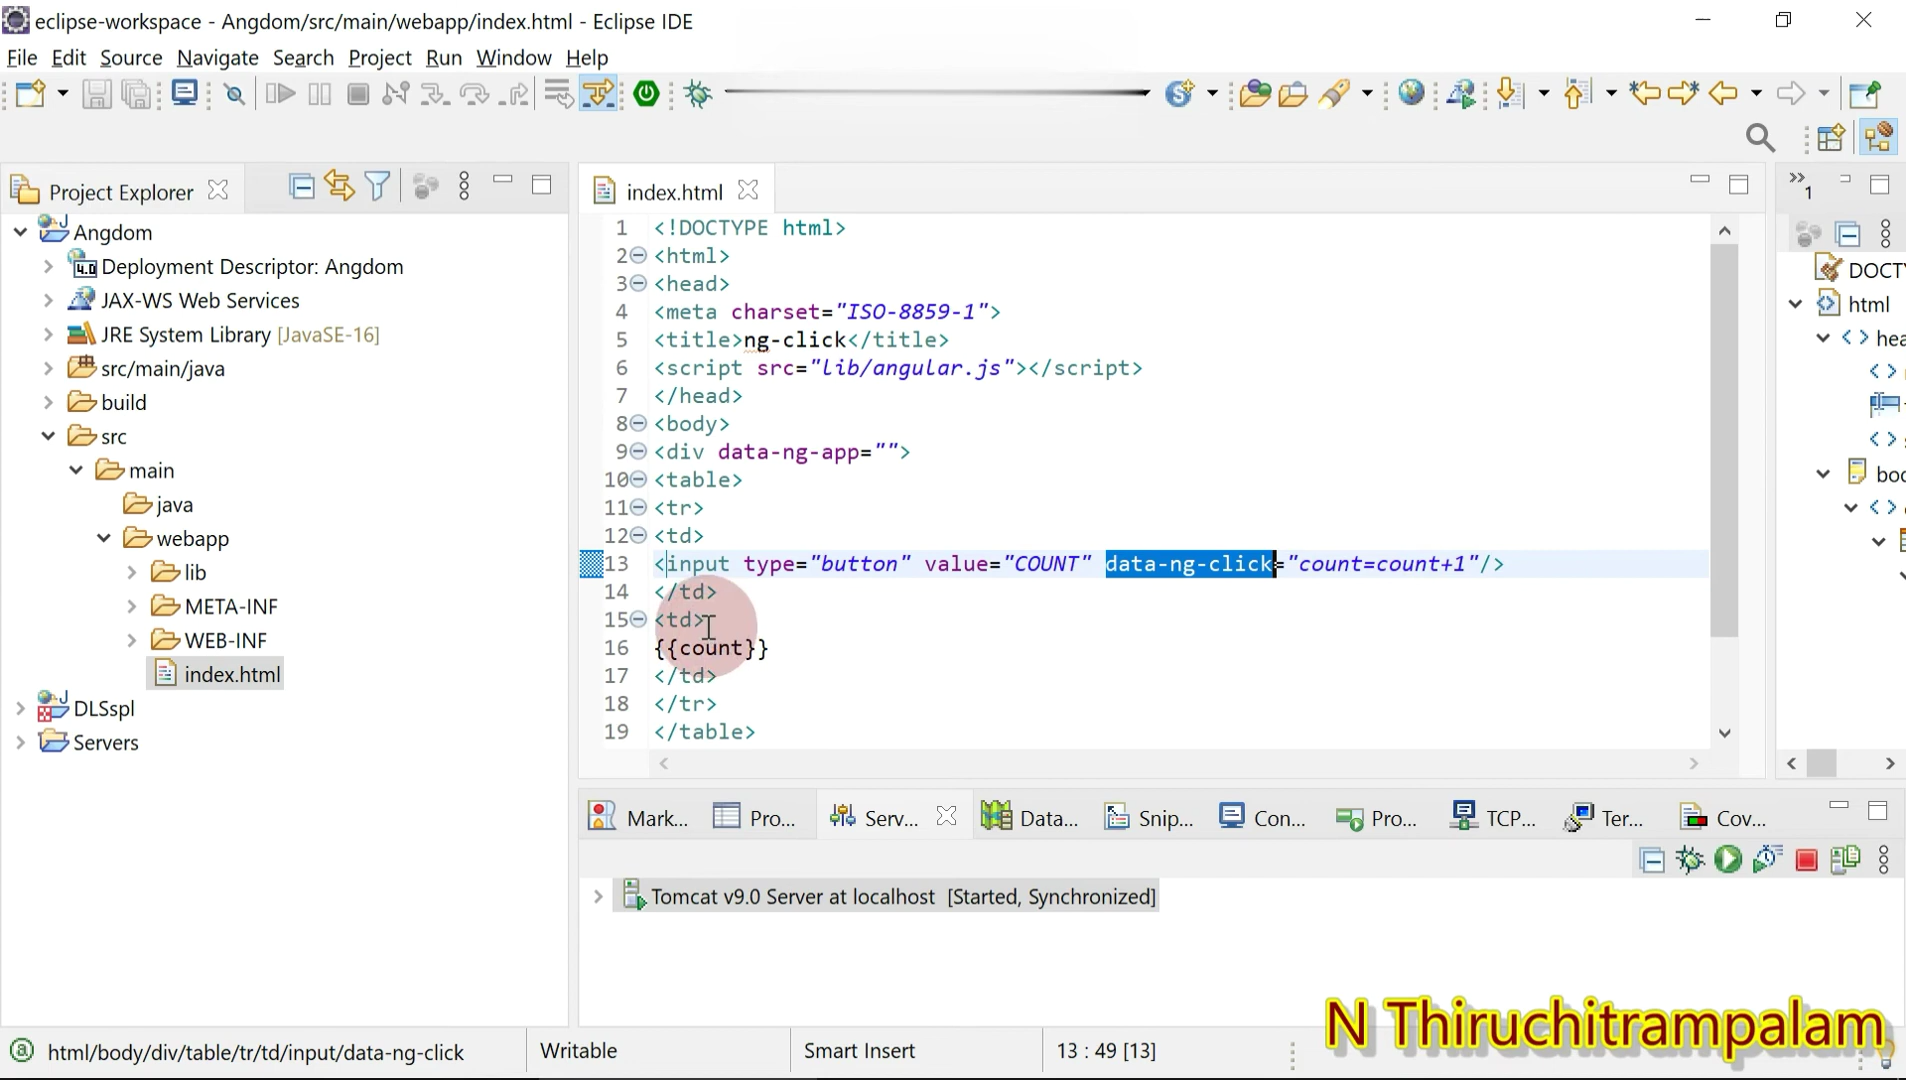 eclipse-workspace - Angdom/src/main/webapp/index.html - Eclipse IDE
File Edit Source Navigate Search Project Run Window Help
Project Explorer
Angdom
Deployment Descriptor: Angdom
4.0
JAX-WS Web Services
JRE System Library [JavaSE-16]
src/main/java
build
src
main
java
webapp
lib
META-INF
WEB-INF
index.html
DLSspl
Servers
index.html
1 <!DOCTYPE html>
2 <html>
3 <head>
4 <meta charset="ISO-8859-1">
5 <title>ng-click</title>
6 <script src="lib/angular.js"></script>
7 </head>
8 <body>
9 <div data-ng-app="">
10 <table>
11 <tr>
12 <td>
13 <input type="button" value="COUNT" data-ng-click="count=count+1"/>
14 </td>
15 <td>
16 {{count}}
17 </td>
18 </tr>
19 </table>
1
DOCTY
html
hea
boc
Mark... Pro... Serv... Data... Snip... Con... Pro... TCP... Ter... Cov...
Tomcat v9.0 Server at localhost [Started, Synchronized]
html/body/div/table/tr/td/input/data-ng-click Writable Smart Insert 13 : 49 [13]
N Thiruchitrampalam